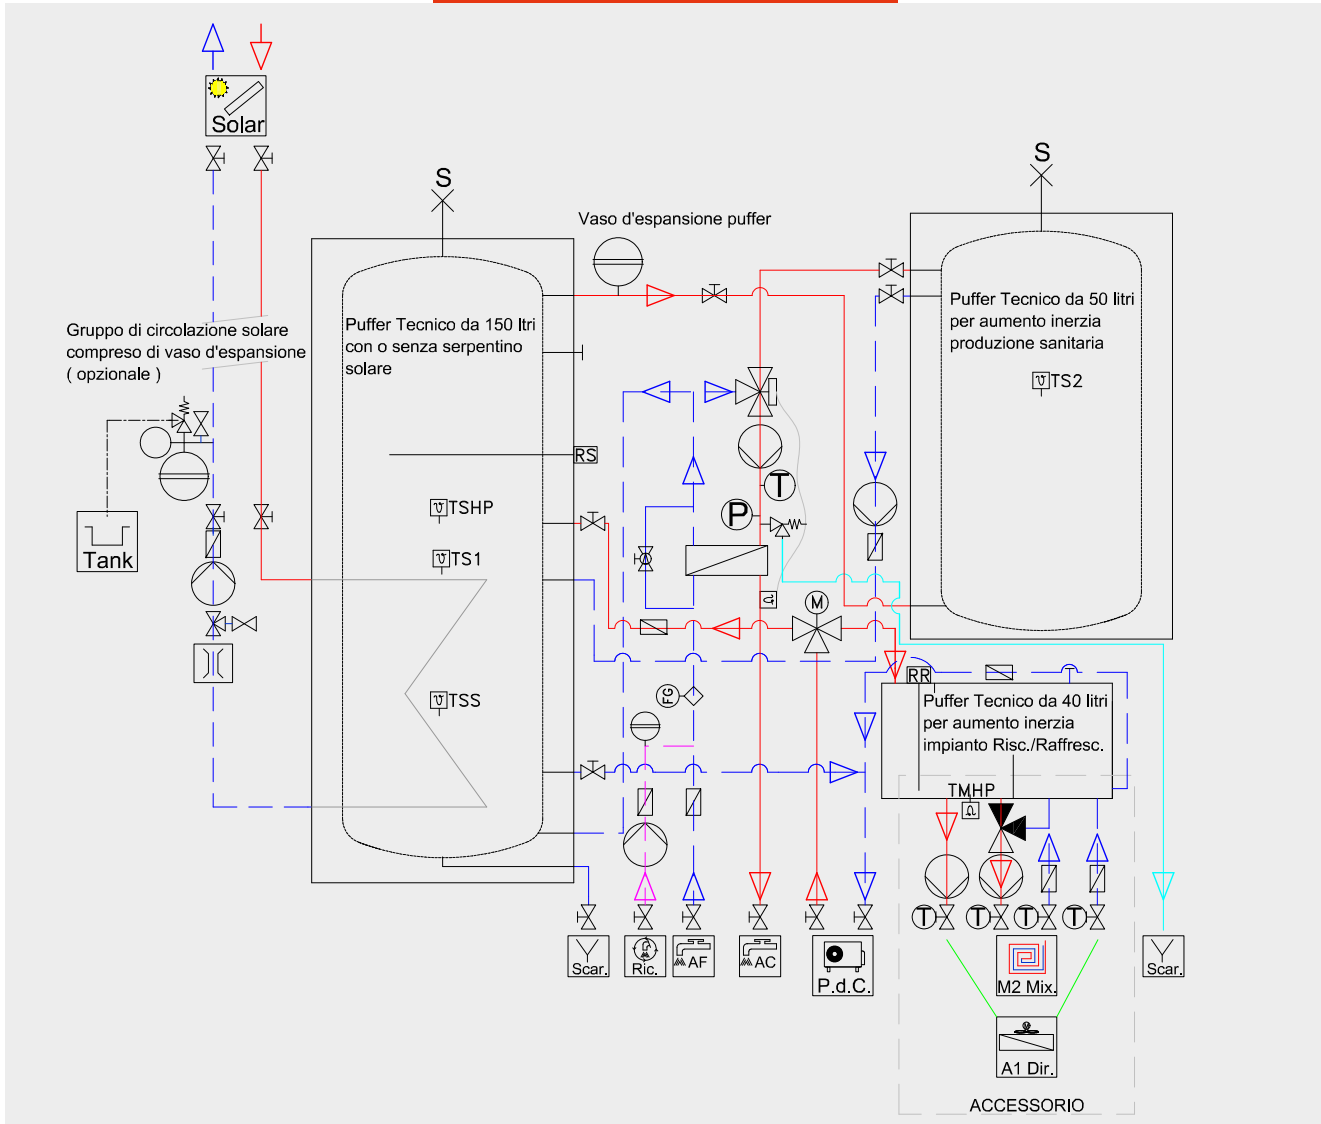 Solar
S
S
Vaso d'espansione puffer
Gruppo di circolazione solare
compreso di vaso d'espansione
( opzionale )
Puffer Tecnico da 150 ltri
con o senza serpentino
solare
Puffer Tecnico da 50 litri
per aumento inerzia
produzione sanitaria
TS2
RS
TSHP
T
P
Tank
TS1
M
RR
TSS
FG
Puffer Tecnico da 40 litri
per aumento inerzia
impianto Risc./Raffresc.
TMHP
T
T
T
T
Scar.
Ric.
AF
AC
P.d.C.
M2 Mix.
Scar.
A1 Dir.
ACCESSORIO